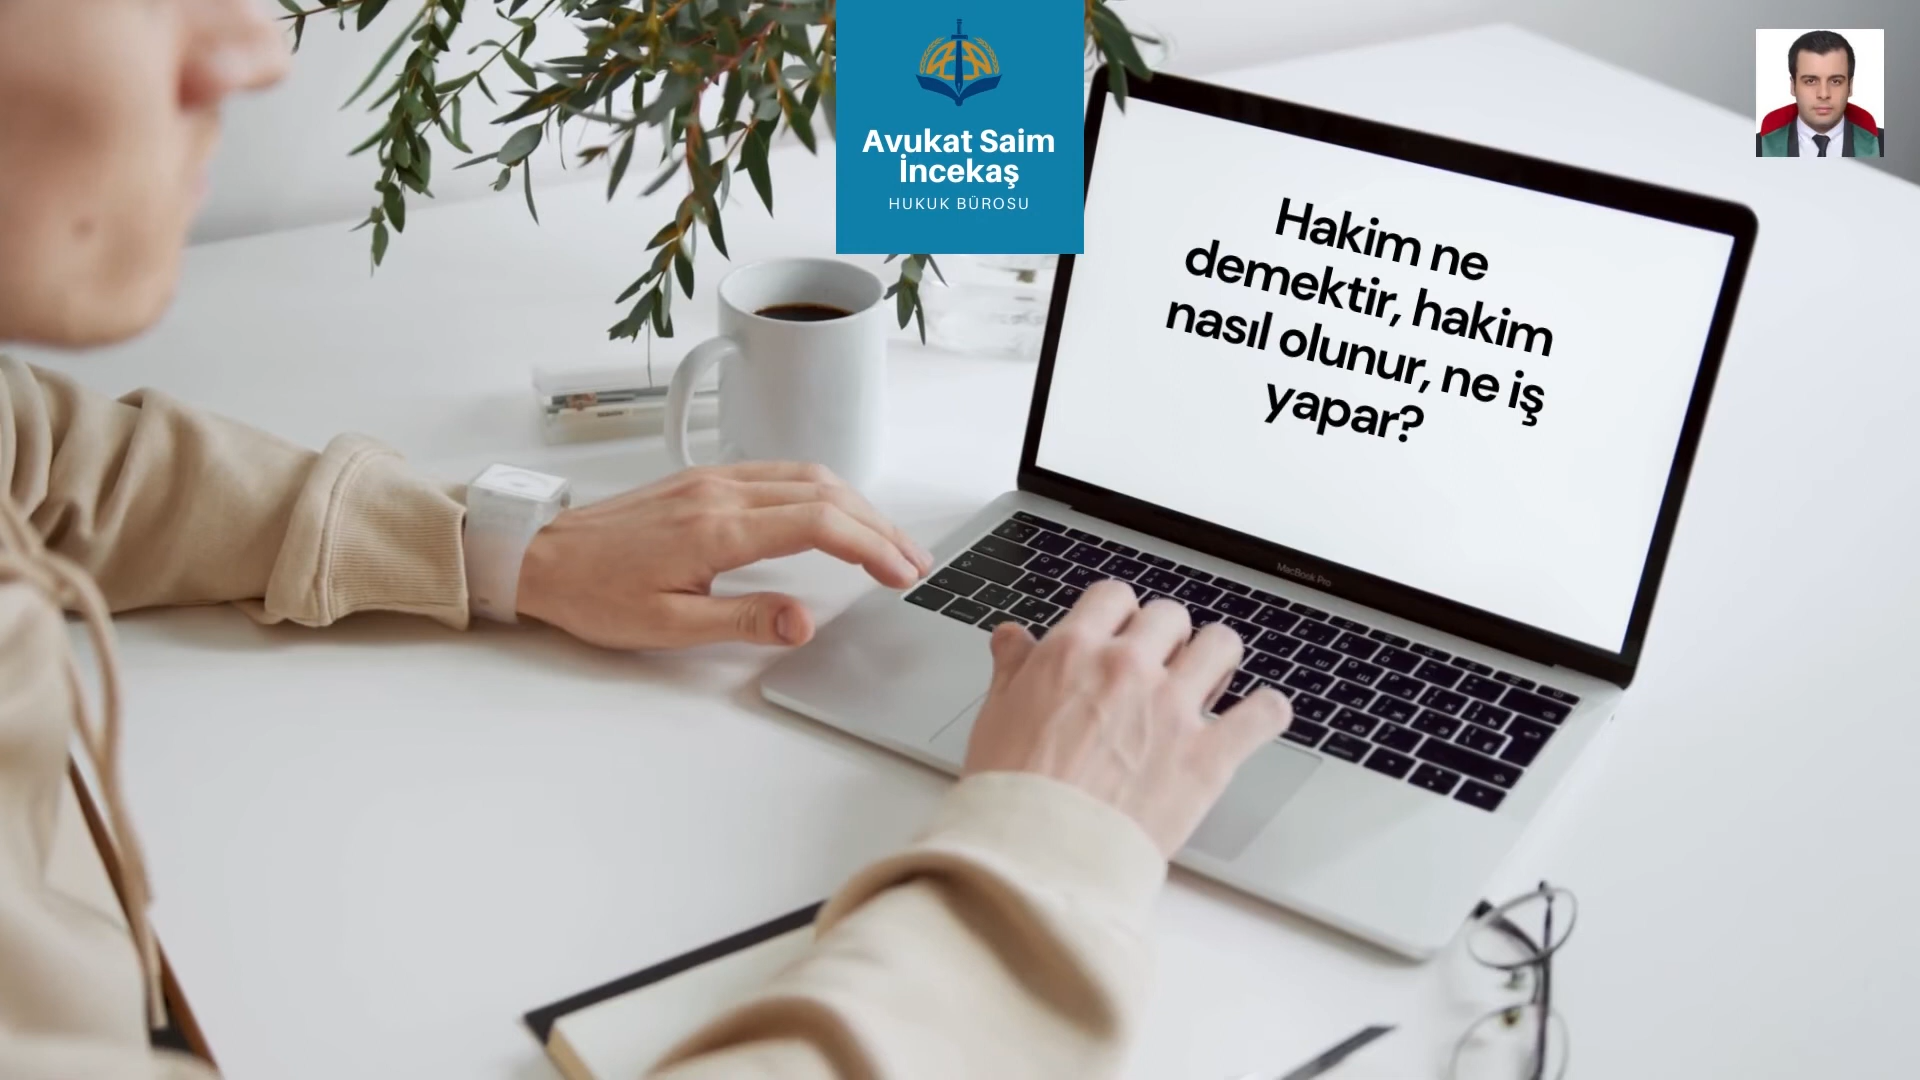 Avukat Saim
İncekaş
HUKUK BÜROSU
Hakim ne
demektir, hakim
nasıl olunur, ne iş
yapar?
MacBook Pro